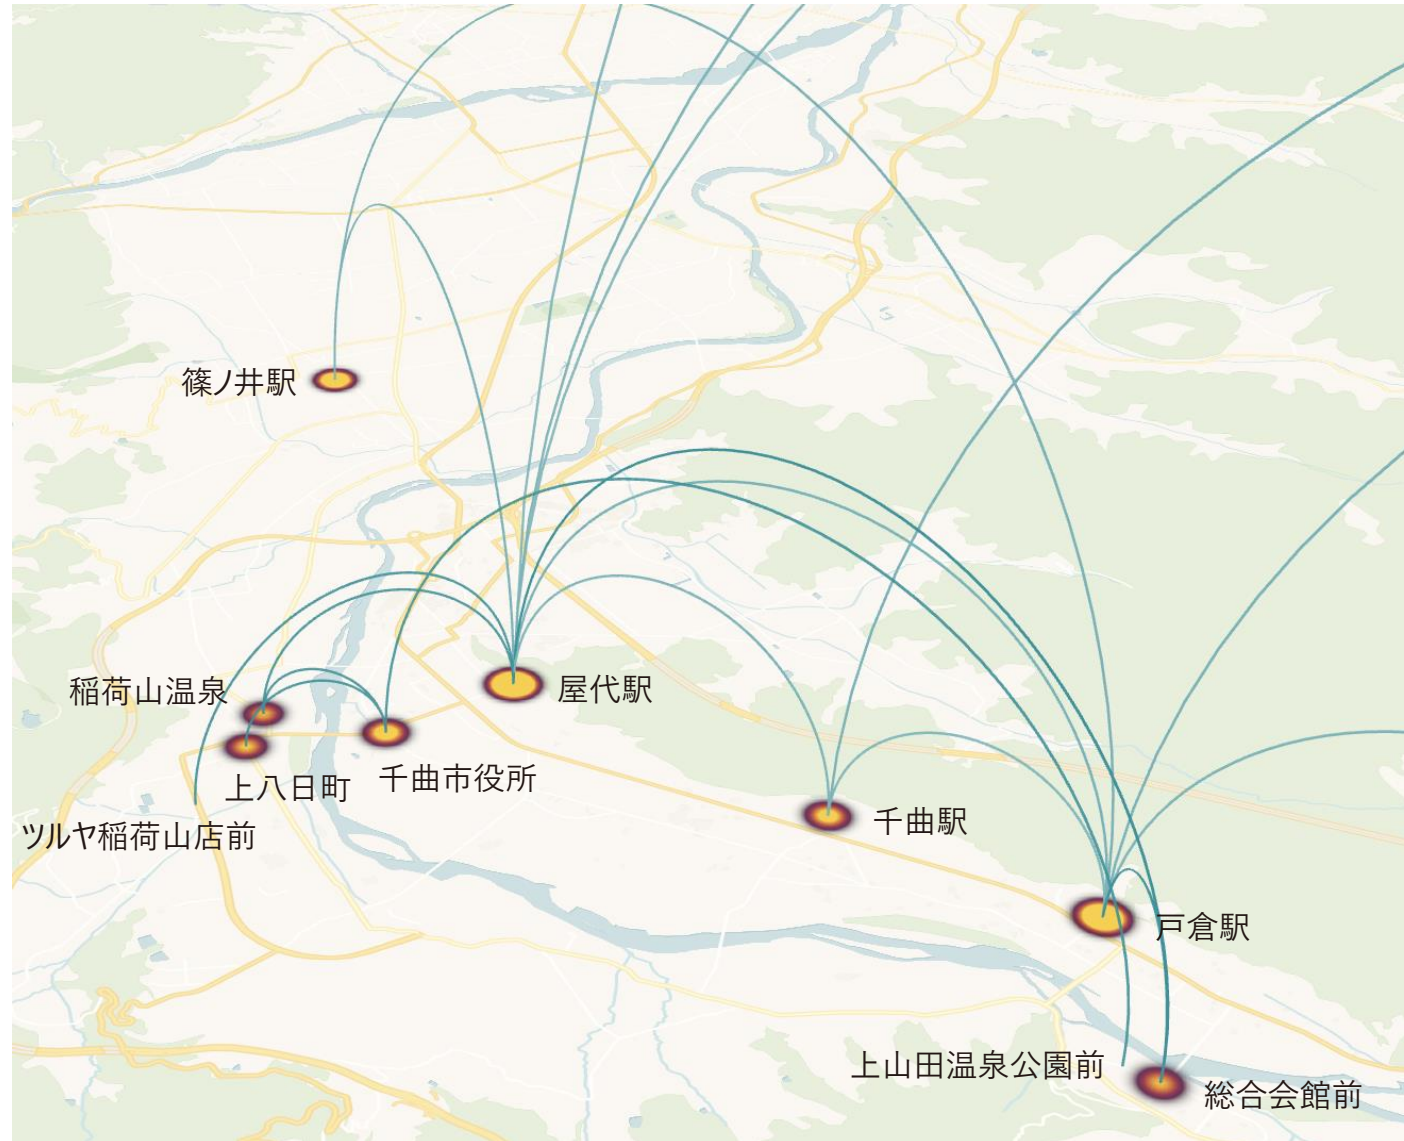 篠ノ井駅
稲荷山温泉
屋代駅
上八日町
千曲市役所
ツルヤ稲荷山店前
千曲駅
戸倉駅
上山田温泉公園前
総合会館前